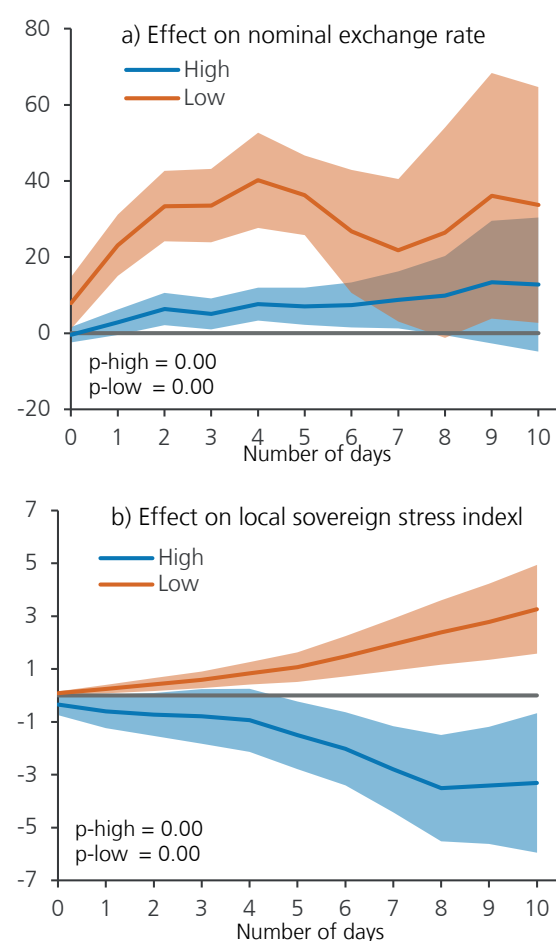 a) Effect on nominal exchange rate
High
Low
80
60
40
20
0
-20
p-high = 0.00
p-low = 0.00
0 1 2 3 4 5 6 7 8 9 10
Number of days
b) Effect on local sovereign stress indexl
High
Low
7
5
3
1
-1
-3
-5
-7
p-high = 0.00
p-low = 0.00
0 1 2 3 4 5 6 7 8 9 10
Number of days